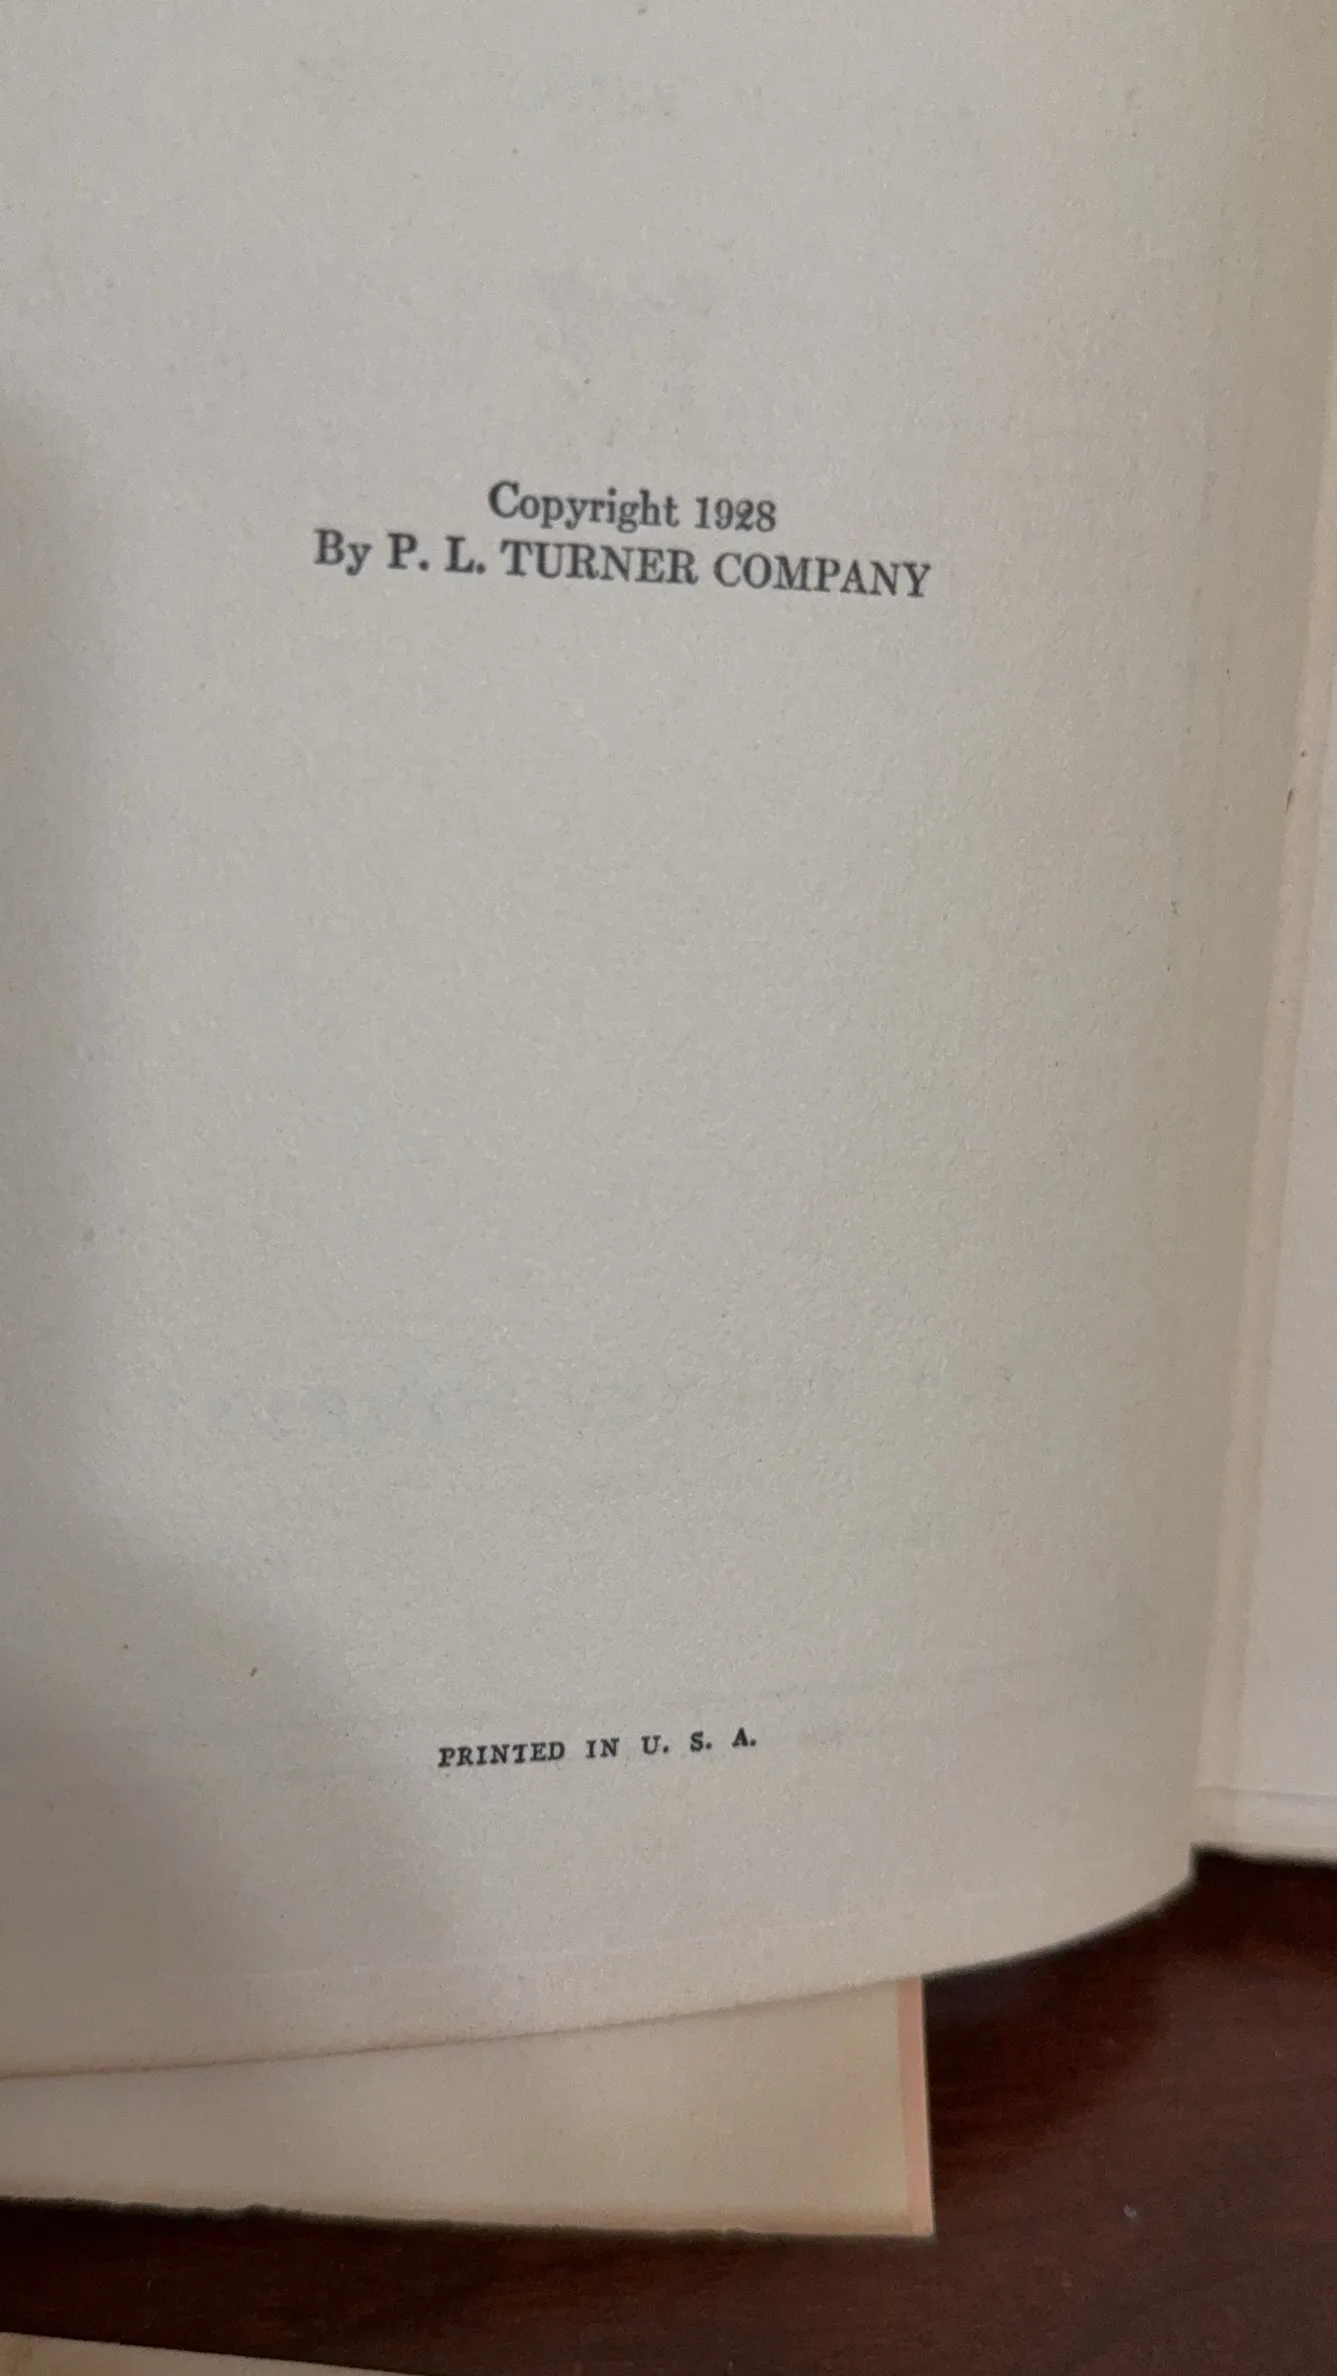 Copyright 1928
By P. L. TURNER COMPANY
PRINTED IN U. S. A.